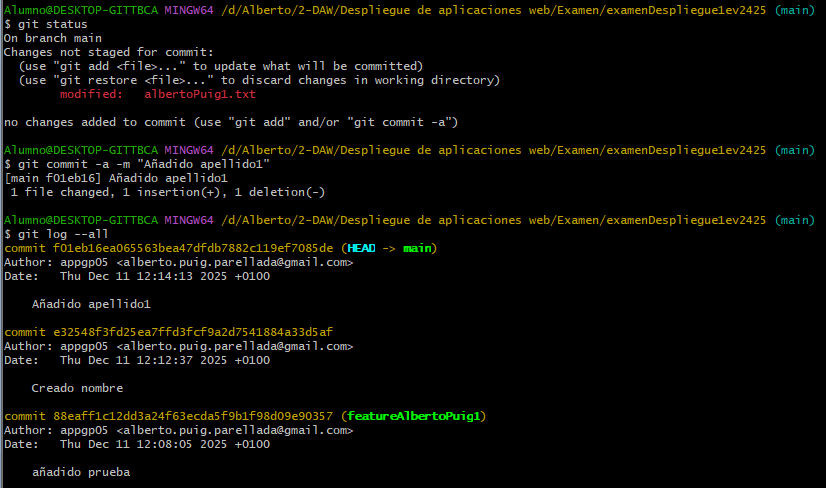 Alumno@DESKTOP-GITTBCA MINGW64 /d/Alberto/2-DAW/Despliegue de aplicaciones web/Examen/examenDespliegue1ev2425 (main)
$ git status
On branch main
Changes not staged for commit:
  (use "git add <file>..." to update what will be committed)
  (use "git restore <file>..." to discard changes in working directory)
        modified:   albertoPuig1.txt

no changes added to commit (use "git add" and/or "git commit -a")

Alumno@DESKTOP-GITTBCA MINGW64 /d/Alberto/2-DAW/Despliegue de aplicaciones web/Examen/examenDespliegue1ev2425 (main)
$ git commit -a -m "Añadido apellido1"
[main f01eb16] Añadido apellido1
 1 file changed, 1 insertion(+), 1 deletion(-)

Alumno@DESKTOP-GITTBCA MINGW64 /d/Alberto/2-DAW/Despliegue de aplicaciones web/Examen/examenDespliegue1ev2425 (main)
$ git log --all
commit f01eb16ea065563bea47dfdb7882c119ef7085de (HEAD -> main)
Author: appgp05 <alberto.puig.parellada@gmail.com>
Date:   Thu Dec 11 12:14:13 2025 +0100

    Añadido apellido1

commit e32548f3fd25ea7ffd3fcf9a2d7541884a33d5af
Author: appgp05 <alberto.puig.parellada@gmail.com>
Date:   Thu Dec 11 12:12:37 2025 +0100

    Creado nombre

commit 88eaff1c12dd3a24f63ecda5f9b1f98d09e90357 (featureAlbertoPuig1)
Author: appgp05 <alberto.puig.parellada@gmail.com>
Date:   Thu Dec 11 12:08:05 2025 +0100

    añadido prueba